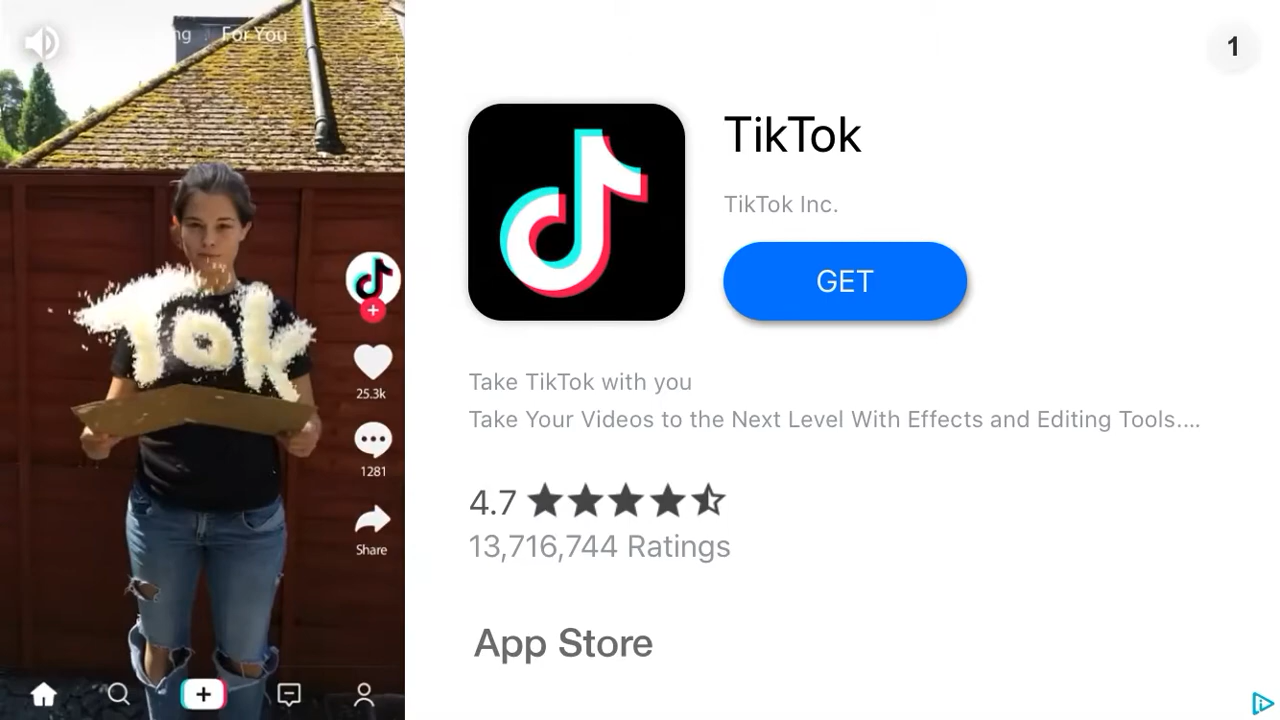 For You
Tok
25.3k
1281
Share
1
TikTok
TikTok Inc.
GET
Take TikTok with you
Take Your Videos to the Next Level With Effects and Editing Tools....
4.7
13,716,744 Ratings
App Store